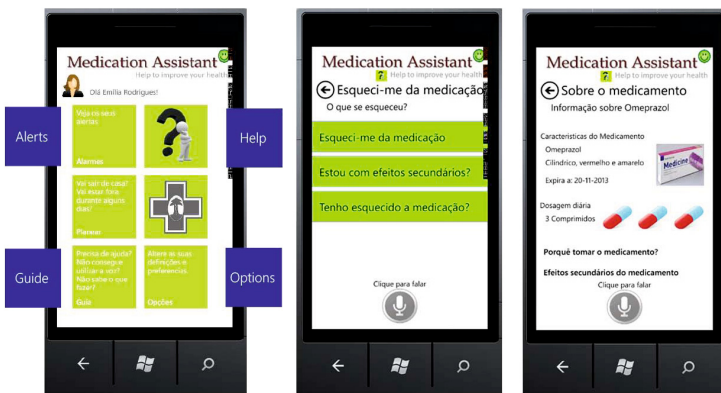 Medication Assistant
Help to improve your health
Olá Emília Rodrigues!
Veja os seus
alertas
Alarmes
Vai sair de casa?
Vai estar fora
durante alguns
dias?
Planear
Precisa de ajuda?
Não consegue
utilizar a voz?
Não sabe o que
fazer?
Guia
Altere as suas
definições e
preferencias
Opções
Alerts
Help
Guide
Options
Medication Assistant
? Help to improve your health
Esqueci-me da medicação
O que se esqueceu?
Esqueci-me da medicação
Estou com efeitos secundários?
Tenho esquecido a medicação?
Clique para falar
Medication Assistant
? Help to improve your health
Sobre o medicamento
Informação sobre Omeprazol
Caracteristicas do Medicamento
Omeprazol
Cilindrico, vermelho e amarelo
Expira a: 20-11-2013
Medicine
Dosagem diária
3 Comprimidos
Porquê tomar o medicamento?
Efeitos secundários do medicamento
Clique para falar